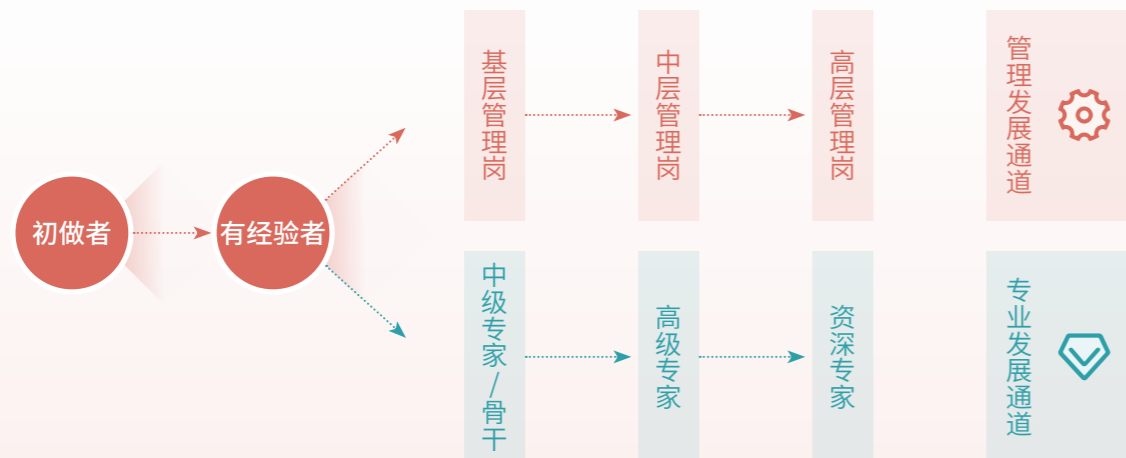 初做者
有经验者
基层管理岗
中层管理岗
高层管理岗
管理发展通道
中级专家/骨干
高级专家
资深专家
专业发展通道